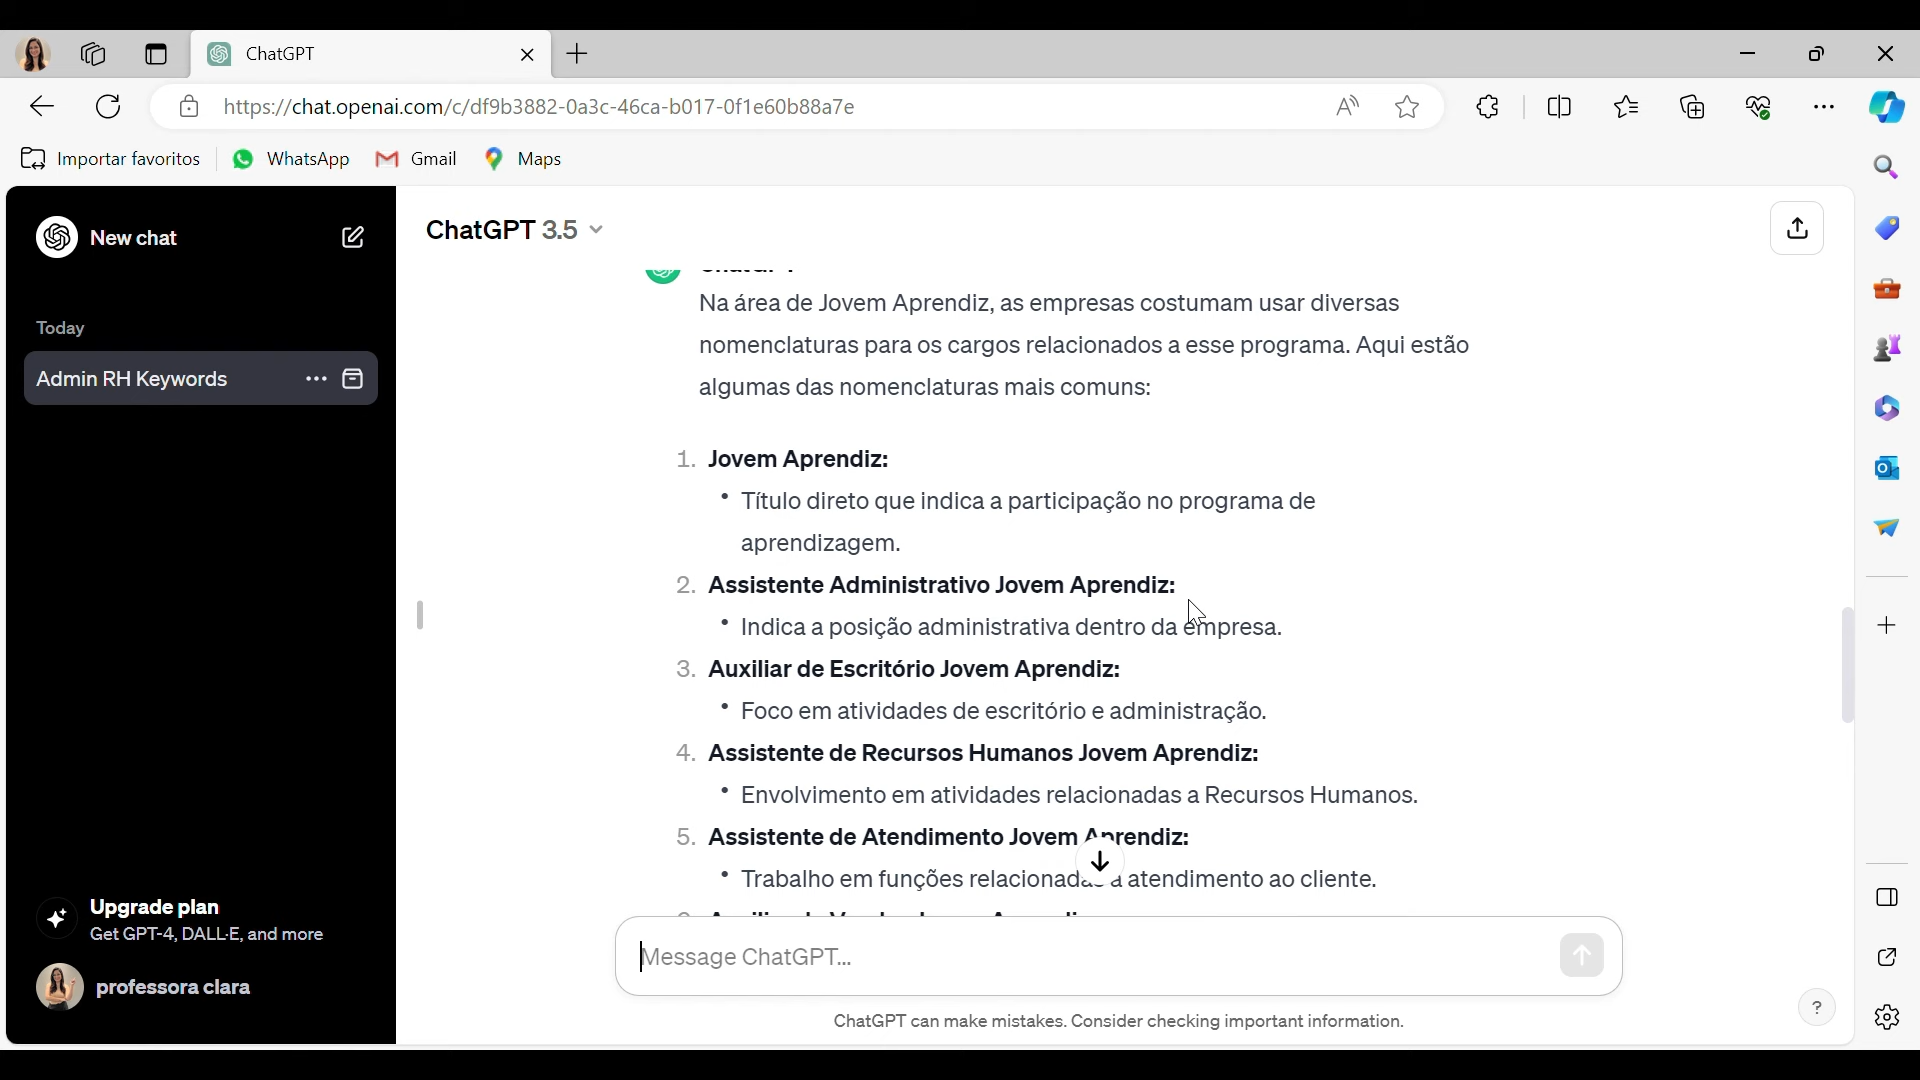 ChatGPT
https://chat.openai.com/c/df9b3882-0a3c-46ca-b017-0f1e60b88a7e
Importar favoritos
WhatsApp
Gmail
Maps
New chat
Today
Admin RH Keywords
Upgrade plan
Get GPT-4, DALL·E, and more
professora clara
ChatGPT 3.5
Na área de Jovem Aprendiz, as empresas costumam usar diversas
nomenclaturas para os cargos relacionados a esse programa. Aqui estão
algumas das nomenclaturas mais comuns:
1. Jovem Aprendiz:
• Título direto que indica a participação no programa de
aprendizagem.
2. Assistente Administrativo Jovem Aprendiz:
• Indica a posição administrativa dentro da empresa.
3. Auxiliar de Escritório Jovem Aprendiz:
• Foco em atividades de escritório e administração.
4. Assistente de Recursos Humanos Jovem Aprendiz:
• Envolvimento em atividades relacionadas a Recursos Humanos.
5. Assistente de Atendimento Jovem Aprendiz:
• Trabalho em funções relacionadas a atendimento ao cliente.
Message ChatGPT...
ChatGPT can make mistakes. Consider checking important information.
?